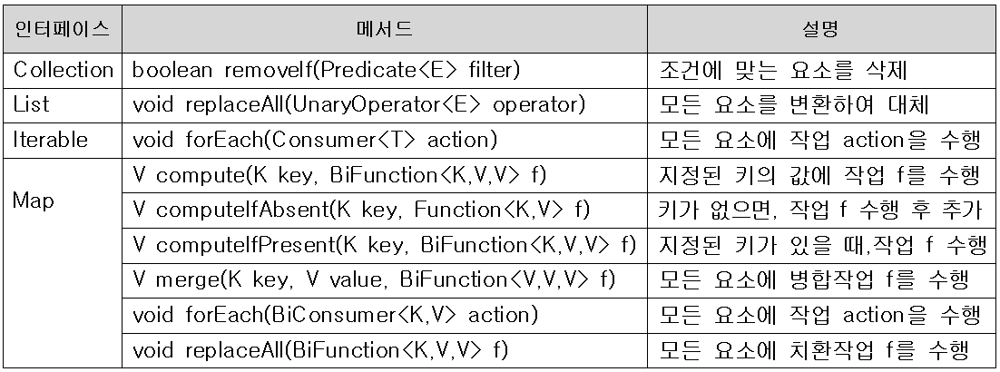 인터페이스 메서드 설명
Collection boolean removeIf(Predicate<E> filter) 조건에 맞는 요소를 삭제
List void replaceAll(UnaryOperator<E> operator) 모든 요소를 변환하여 대체
Iterable void forEach(Consumer<T> action) 모든 요소에 작업 action을 수행
Map V compute(K key, BiFunction<K,V,V> f) 지정된 키의 값에 작업 f를 수행
V computeIfAbsent(K key, Function<K,V> f) 키가 없으면, 작업 f 수행 후 추가
V computeIfPresent(K key, BiFunction<K,V,V> f) 지정된 키가 있을 때,작업 f 수행
V merge(K key, V value, BiFunction<V,V,V> f) 모든 요소에 병합작업 f를 수행
void forEach(BiConsumer<K,V> action) 모든 요소에 작업 action을 수행
void replaceAll(BiFunction<K,V,V> f) 모든 요소에 치환작업 f를 수행